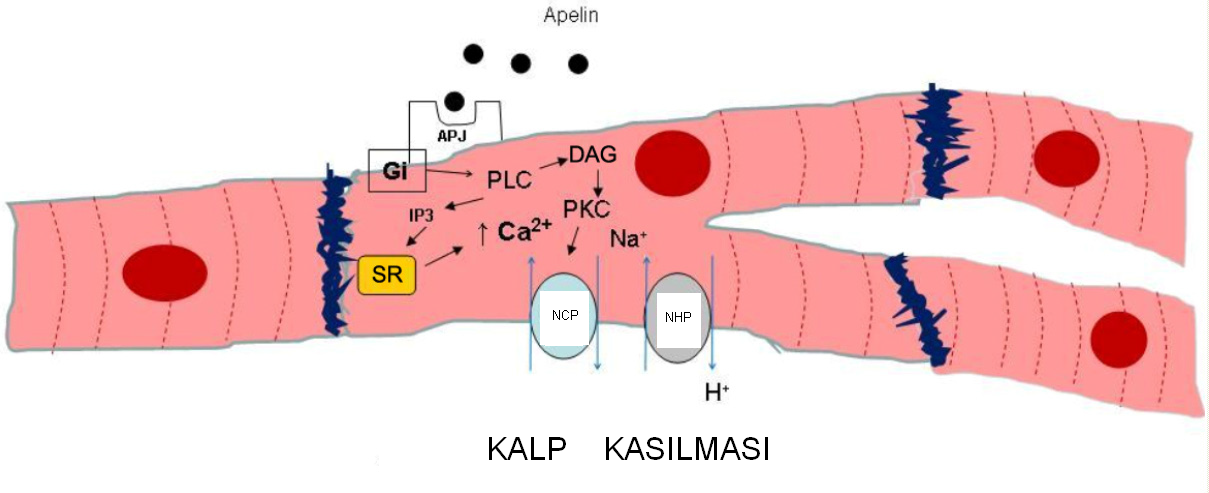 Apelin
APJ
Gi
PLC
DAG
IP3
PKC
↑ Ca²⁺
Na⁺
SR
NCP
NHP
H⁺
KALP KASILMASI